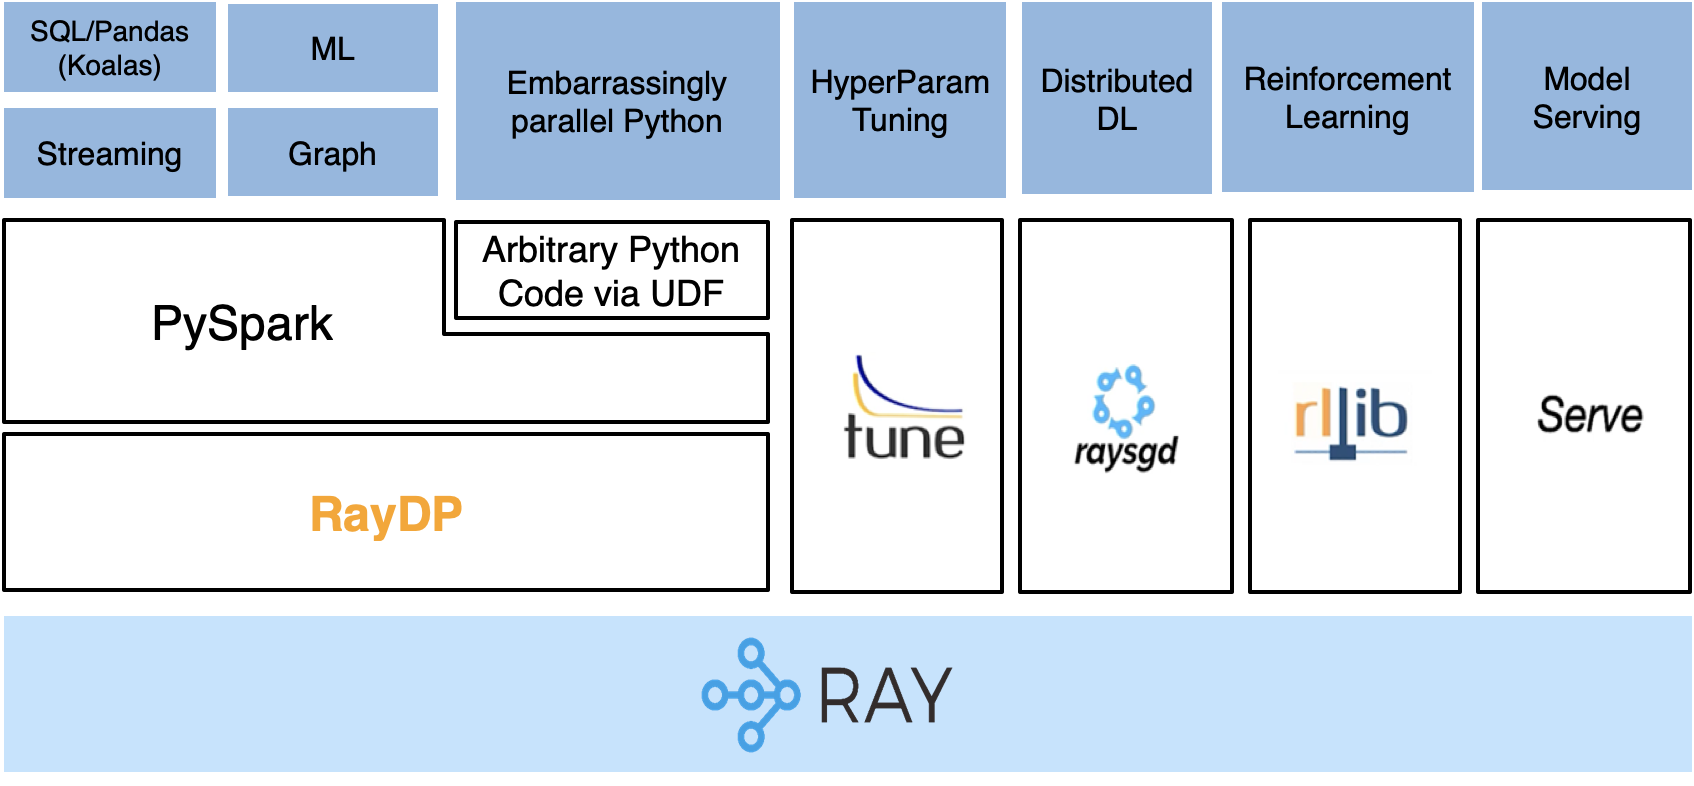 SQL/Pandas
(Koalas)
ML
Streaming
Graph
Embarrassingly
parallel Python
HyperParam
Tuning
Distributed
DL
Reinforcement
Learning
Model
Serving
PySpark
Arbitrary Python
Code via UDF
RayDP
tune
raysgd
rllib
Serve
RAY